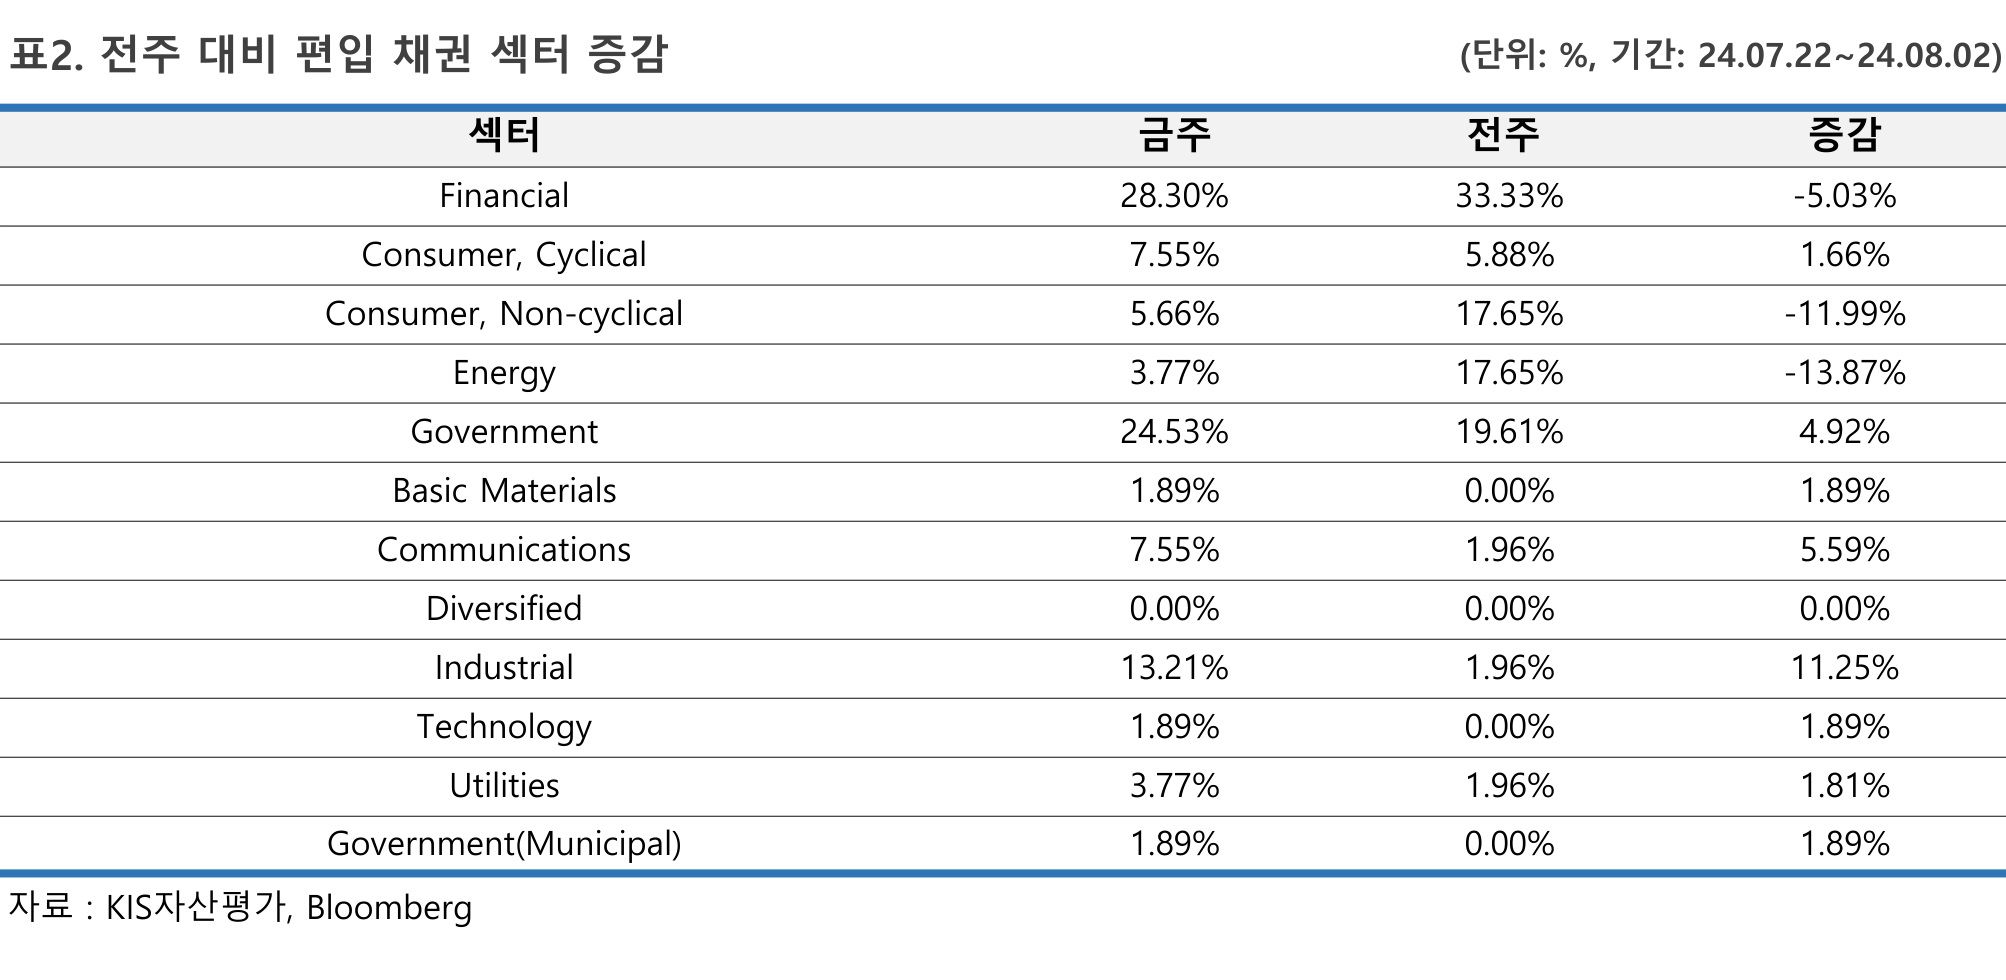 표2. 전주 대비 편입 채권 섹터 증감 (단위: %, 기간: 24.07.22~24.08.02)
섹터 금주 전주 증감
Financial 28.30% 33.33% -5.03%
Consumer, Cyclical 7.55% 5.88% 1.66%
Consumer, Non-cyclical 5.66% 17.65% -11.99%
Energy 3.77% 17.65% -13.87%
Government 24.53% 19.61% 4.92%
Basic Materials 1.89% 0.00% 1.89%
Communications 7.55% 1.96% 5.59%
Diversified 0.00% 0.00% 0.00%
Industrial 13.21% 1.96% 11.25%
Technology 1.89% 0.00% 1.89%
Utilities 3.77% 1.96% 1.81%
Government(Municipal) 1.89% 0.00% 1.89%
자료 : KIS자산평가, Bloomberg